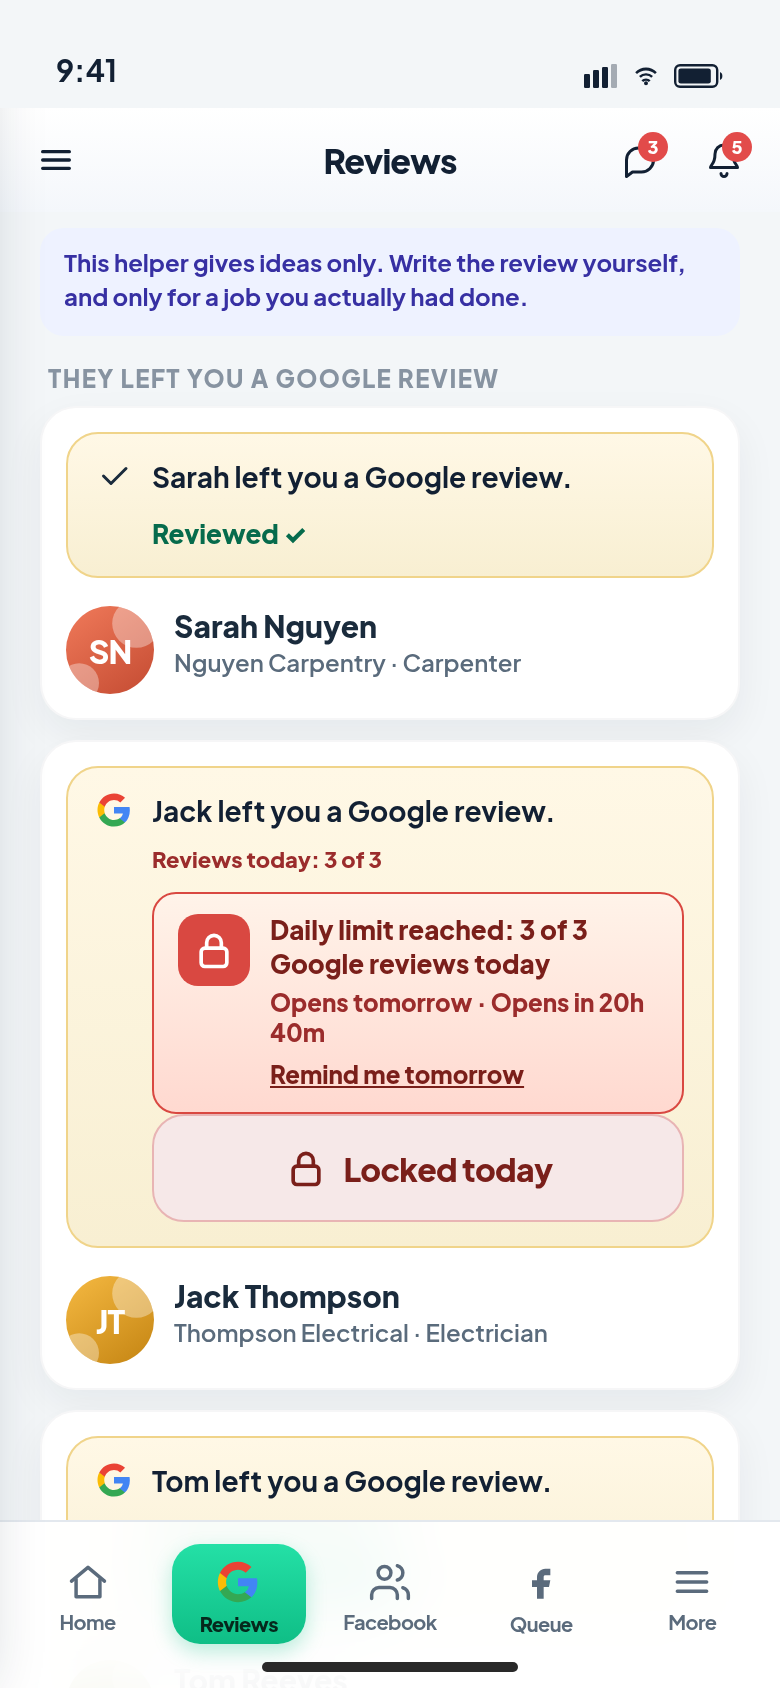 9:41
Reviews
3
5
This helper gives ideas only. Write the review yourself,
and only for a job you actually had done.
THEY LEFT YOU A GOOGLE REVIEW
Sarah left you a Google review.
Reviewed ✓
SN
Sarah Nguyen
Nguyen Carpentry · Carpenter
Jack left you a Google review.
Reviews today: 3 of 3
Daily limit reached: 3 of 3
Google reviews today
Opens tomorrow · Opens in 20h
40m
Remind me tomorrow
Locked today
JT
Jack Thompson
Thompson Electrical · Electrician
Tom left you a Google review.
Home
Reviews
Facebook
Queue
More
Tom Reeves